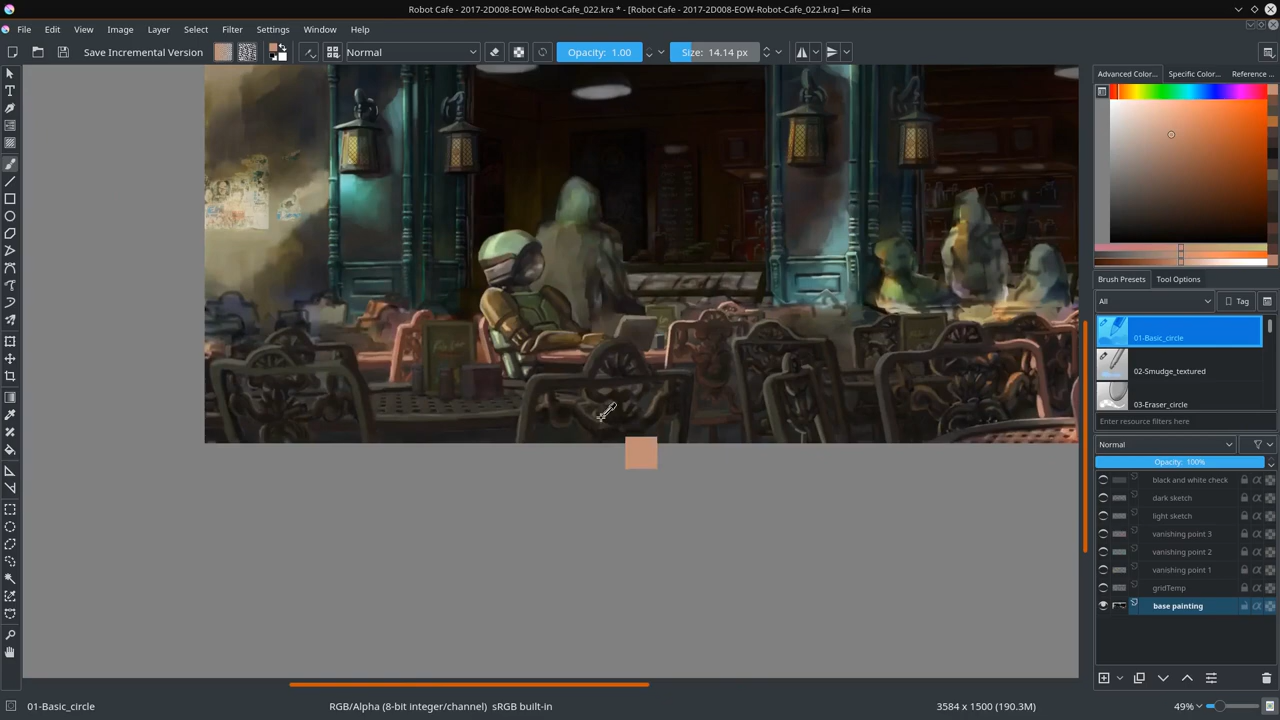 Robot Cafe - 2017-2D008-EOW-Robot-Cafe_022.kra * - [Robot Cafe - 2017-2D008-EOW-Robot-Cafe_022.kra] — Krita
File Edit View Image Layer Select Filter Settings Window Help
Save Incremental Version Normal Opacity: 1.00 Size: 14.14 px
Advanced Color... Specific Color... Reference ...
Brush Presets Tool Options
All Tag
01-Basic_circle
02-Smudge_textured
03-Eraser_circle
Enter resource filters here
Normal
Opacity: 100%
black and white check
dark sketch
light sketch
vanishing point 3
vanishing point 2
vanishing point 1
gridTemp
base painting
01-Basic_circle RGB/Alpha (8-bit integer/channel) sRGB built-in 3584 x 1500 (190.3M) 49%